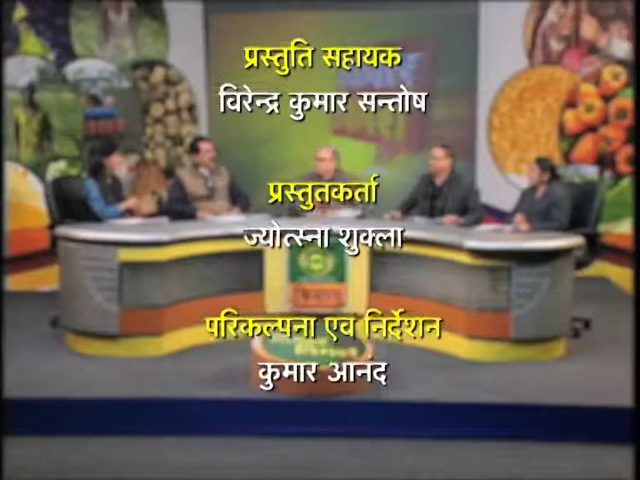 प्रस्तुति सहायक
विरेन्द्र कुमार सन्तोष
प्रस्तुतकर्ता
ज्योत्स्ना शुक्ला
परिकल्पना एव निर्देशन
कुमार आनद